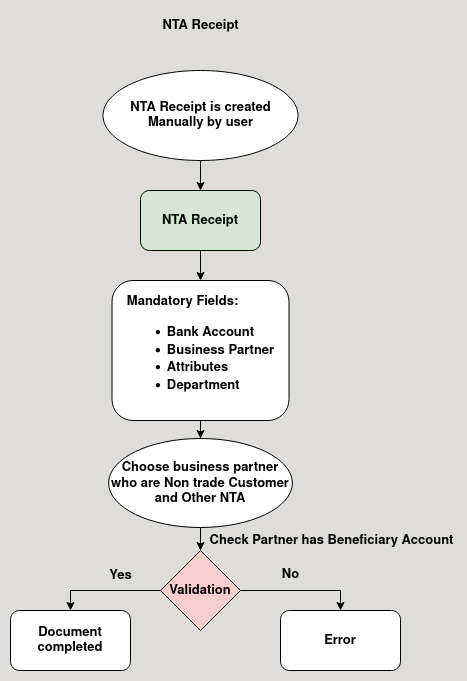 NTA Receipt
NTA Receipt is created
Manually by user
NTA Receipt
Mandatory Fields:
• Bank Account
• Business Partner
• Attributes
• Department
Choose business partner
who are Non trade Customer
and Other NTA
Check Partner has Beneficiary Account
Yes
Validation
No
Document
completed
Error